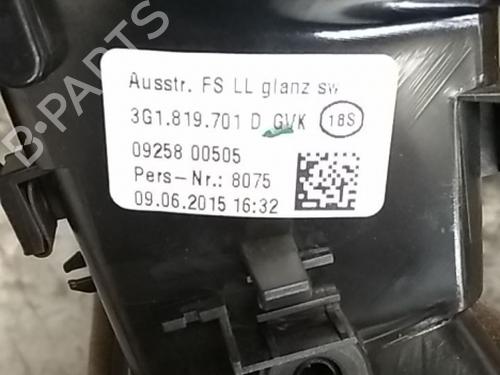 B-PARTS
Ausstr. FS LL glanz sw
3G1.819.701 D GVK 18S
09258 00505
Pers-Nr.: 8075
09.06.2015 16:32